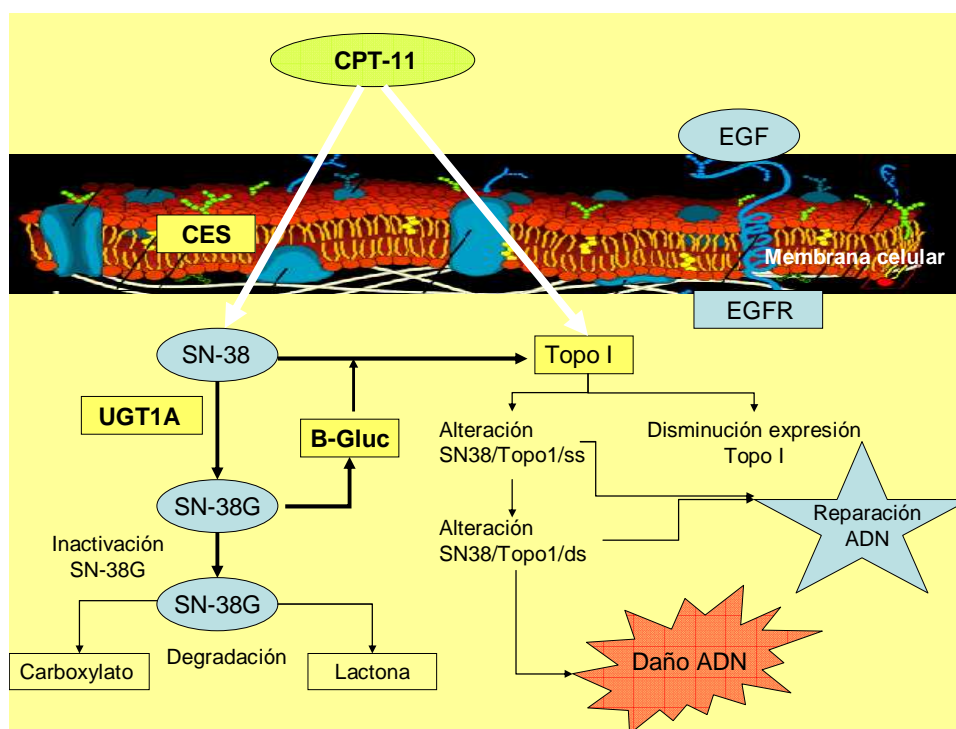 CPT-11
EGF
CES
Membrana celular
EGFR
SN-38
Topo I
UGT1A
B-Gluc
Alteración
SN38/Topo1/ss
Disminución expresión
Topo I
SN-38G
Reparación
ADN
Inactivación
SN-38G
Alteración
SN38/Topo1/ds
SN-38G
Carboxylato
Degradación
Lactona
Daño ADN